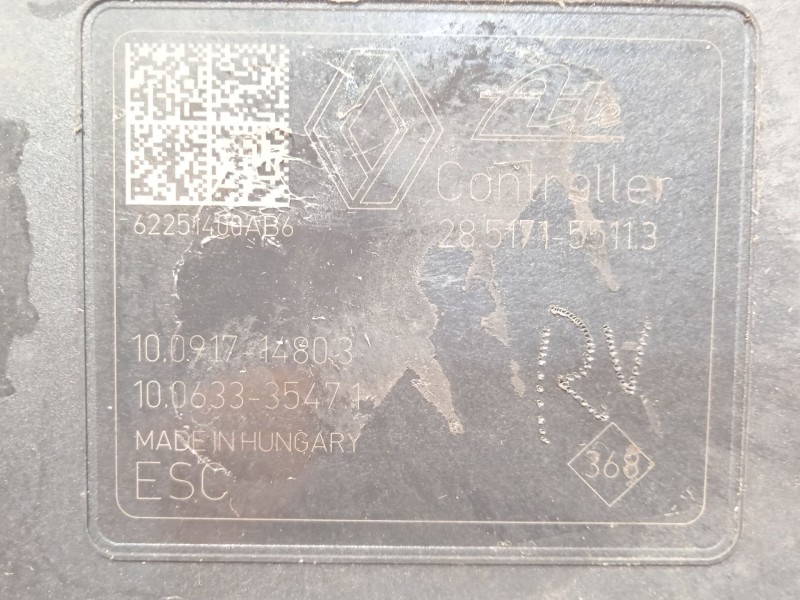 ate
Controller
62251400AB6
28.5171-5511.3
10.0917-1480.3
10.0633-3547.1
RV
MADE IN HUNGARY
368
ESC